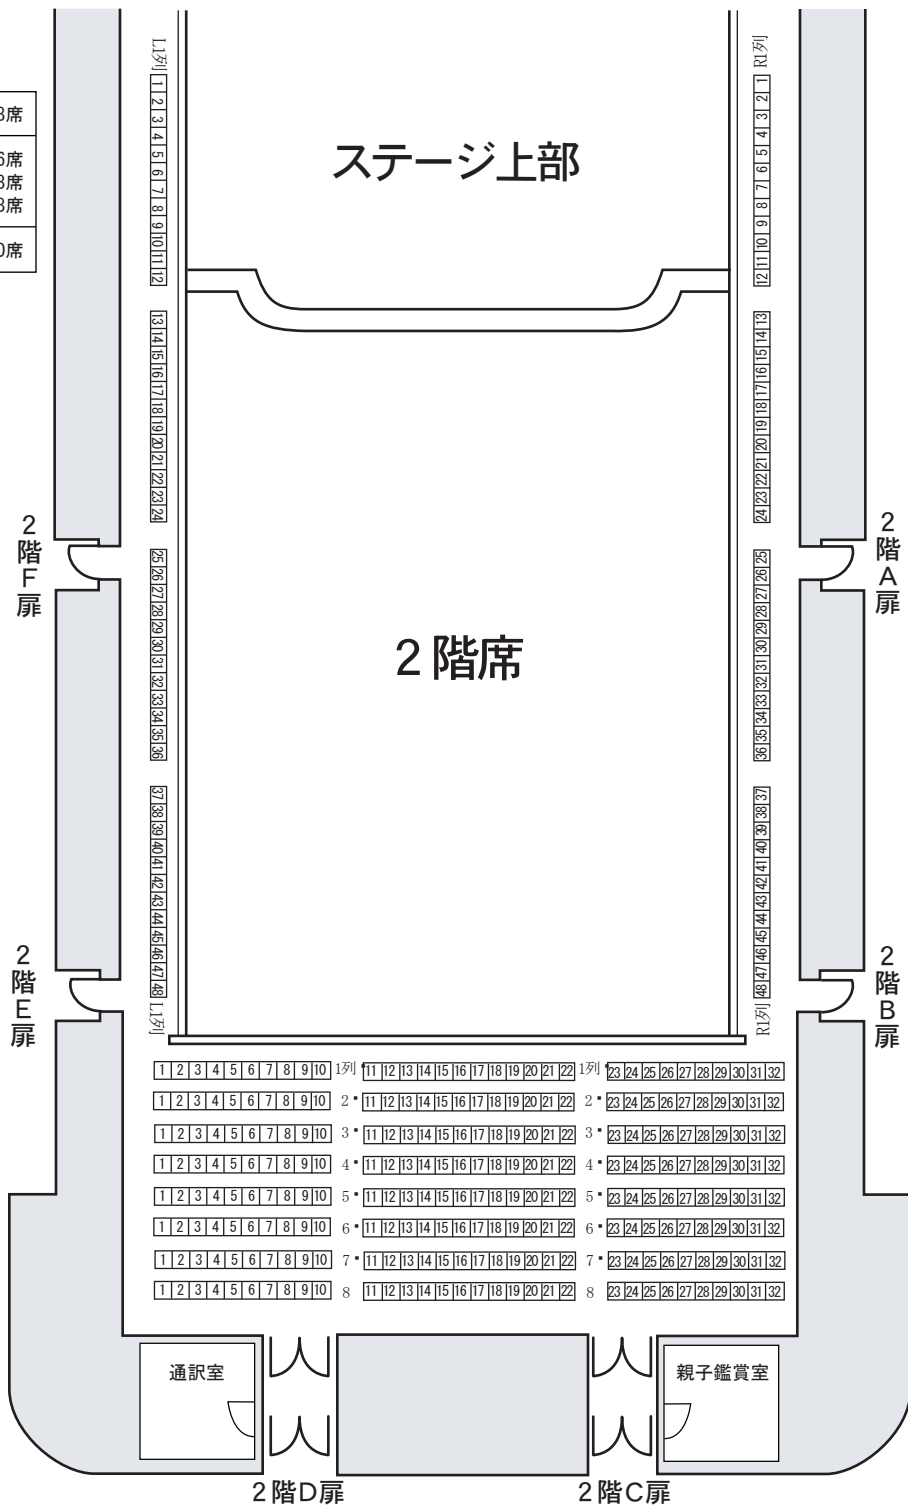 L1列
R1列
1 2 3 4 5 6 7 8 9 10 11 12
1 2 3 4 5 6 7 8 9 10 11 12
席
席
席
席
0席
ステージ上部
13 14 15 16 17 18 19 20 21 22 23 24
13 14 15 16 17 18 19 20 21 22 23 24
2階F扉
2階A扉
25 26 27 28 29 30 31 32 33 34 35 36
25 26 27 28 29 30 31 32 33 34 35 36
2階席
37 38 39 40 41 42 43 44 45 46 47 48
37 38 39 40 41 42 43 44 45 46 47 48
2階E扉
2階B扉
L1列
R1列
1 2 3 4 5 6 7 8 9 10 1列 11 12 13 14 15 16 17 18 19 20 21 22 1列 23 24 25 26 27 28 29 30 31 32
1 2 3 4 5 6 7 8 9 10 2 11 12 13 14 15 16 17 18 19 20 21 22 2 23 24 25 26 27 28 29 30 31 32
1 2 3 4 5 6 7 8 9 10 3 11 12 13 14 15 16 17 18 19 20 21 22 3 23 24 25 26 27 28 29 30 31 32
1 2 3 4 5 6 7 8 9 10 4 11 12 13 14 15 16 17 18 19 20 21 22 4 23 24 25 26 27 28 29 30 31 32
1 2 3 4 5 6 7 8 9 10 5 11 12 13 14 15 16 17 18 19 20 21 22 5 23 24 25 26 27 28 29 30 31 32
1 2 3 4 5 6 7 8 9 10 6 11 12 13 14 15 16 17 18 19 20 21 22 6 23 24 25 26 27 28 29 30 31 32
1 2 3 4 5 6 7 8 9 10 7 11 12 13 14 15 16 17 18 19 20 21 22 7 23 24 25 26 27 28 29 30 31 32
1 2 3 4 5 6 7 8 9 10 8 11 12 13 14 15 16 17 18 19 20 21 22 8 23 24 25 26 27 28 29 30 31 32
通訳室
親子鑑賞室
2階D扉
2階C扉